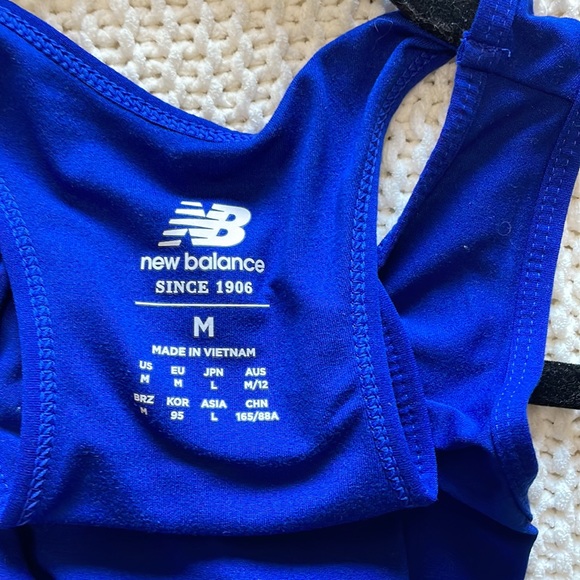 NB
new balance
SINCE 1906
M
MADE IN VIETNAM
US EU JPN AUS
M M L M/12
BRZ KOR ASIA CHN
M 95 L 165/88A